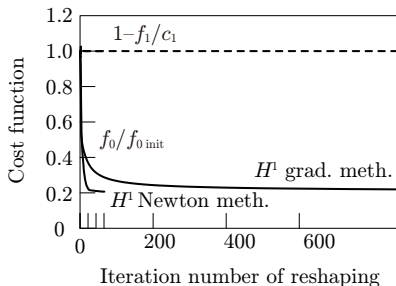 1.2
1.0
0.8
0.6
0.4
0.2
0
Cost function
1–f₁/c₁
f₀/f₀ init
H¹ grad. meth.
H¹ Newton meth.
0 200 400 600
Iteration number of reshaping